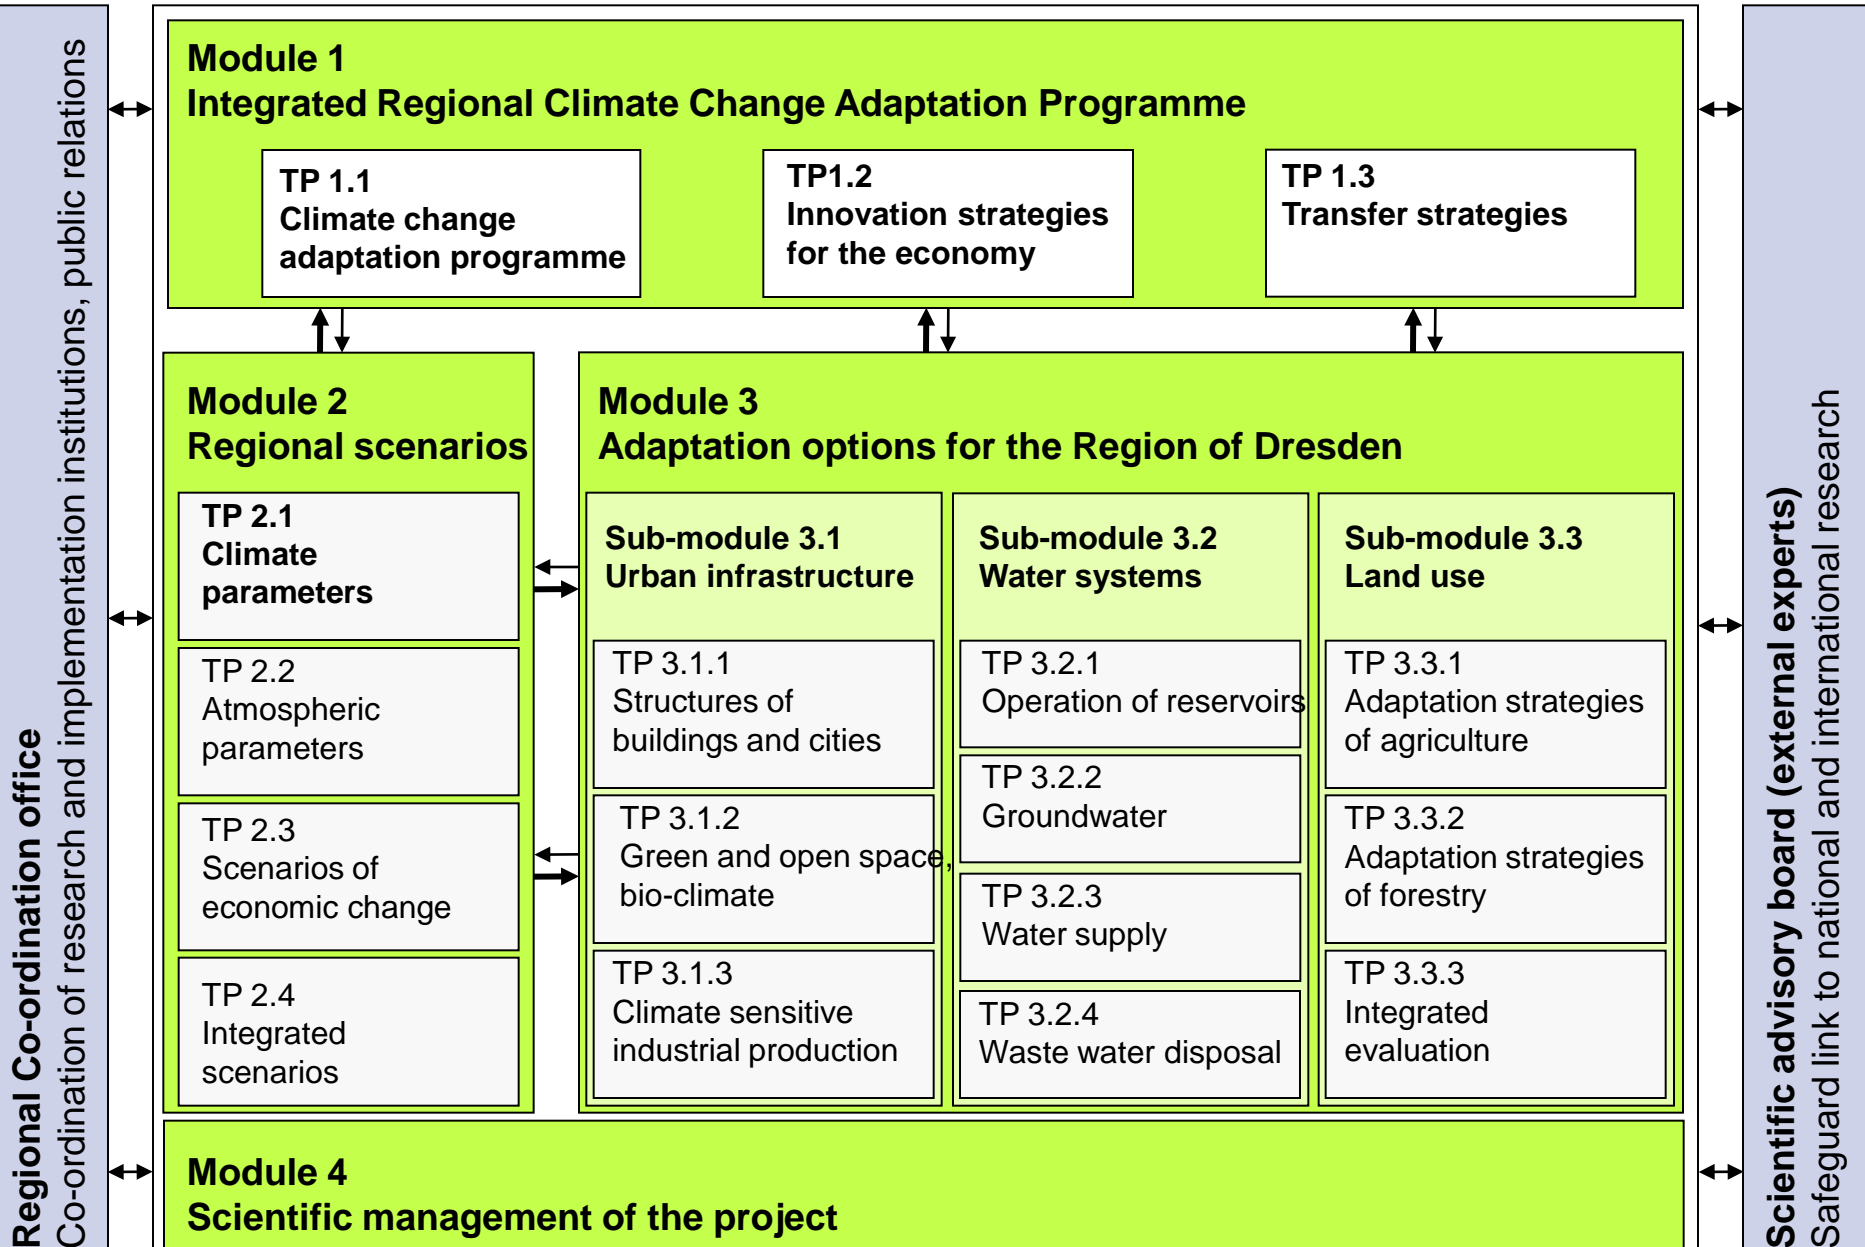 Regional Co-ordination office
Co-ordination of research and implementation institutions, public relations
Module 1
Integrated Regional Climate Change Adaptation Programme
TP 1.1
Climate change
adaptation programme
TP1.2
Innovation strategies
for the economy
TP 1.3
Transfer strategies
Module 2
Regional scenarios
TP 2.1
Climate
parameters
TP 2.2
Atmospheric
parameters
TP 2.3
Scenarios of
economic change
TP 2.4
Integrated
scenarios
Module 3
Adaptation options for the Region of Dresden
Sub-module 3.1
Urban infrastructure
TP 3.1.1
Structures of
buildings and cities
TP 3.1.2
Green and open space,
bio-climate
TP 3.1.3
Climate sensitive
industrial production
Sub-module 3.2
Water systems
TP 3.2.1
Operation of reservoirs
TP 3.2.2
Groundwater
TP 3.2.3
Water supply
TP 3.2.4
Waste water disposal
Sub-module 3.3
Land use
TP 3.3.1
Adaptation strategies
of agriculture
TP 3.3.2
Adaptation strategies
of forestry
TP 3.3.3
Integrated
evaluation
Module 4
Scientific management of the project
Scientific advisory board (external experts)
Safeguard link to national and international research